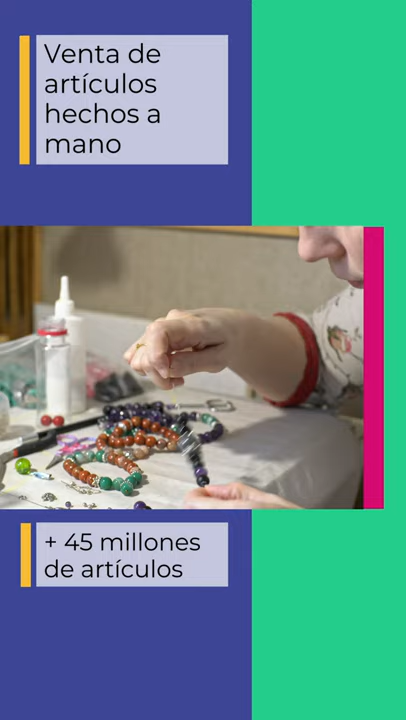 Venta de
artículos
hechos a
mano
+ 45 millones
de artículos